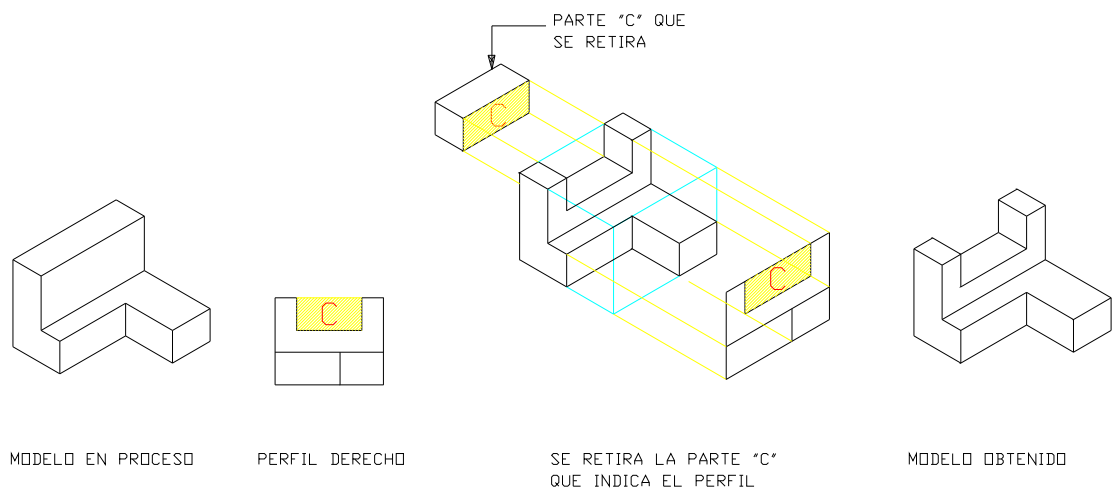 PARTE "C" QUE
SE RETIRA
C
C
C
MODELO EN PROCESO
PERFIL DERECHO
SE RETIRA LA PARTE "C"
QUE INDICA EL PERFIL
MODELO OBTENIDO